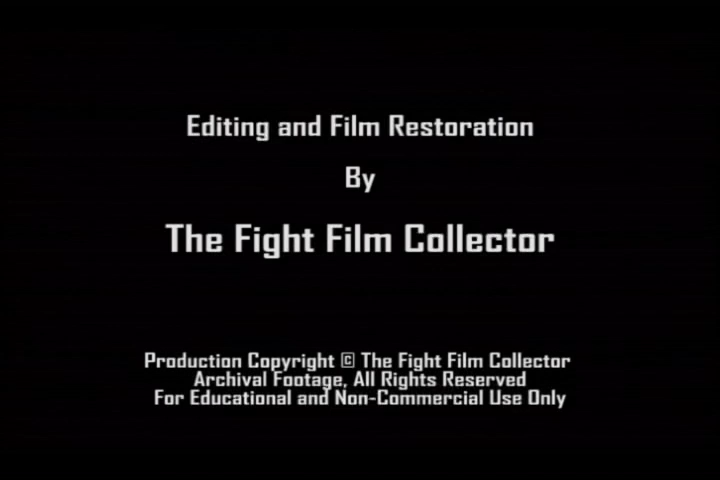 Editing and Film Restoration
By
The Fight Film Collector
Production Copyright © The Fight Film Collector
Archival Footage, All Rights Reserved
For Educational and Non-Commercial Use Only